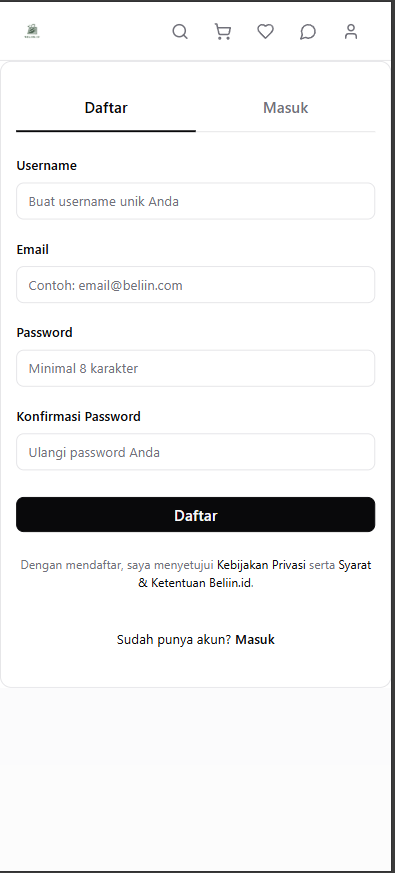 Daftar
Masuk
Username
Buat username unik Anda
Email
Contoh: email@beliin.com
Password
Minimal 8 karakter
Konfirmasi Password
Ulangi password Anda
Daftar
Dengan mendaftar, saya menyetujui Kebijakan Privasi serta Syarat
& Ketentuan Beliin.id.
Sudah punya akun? Masuk